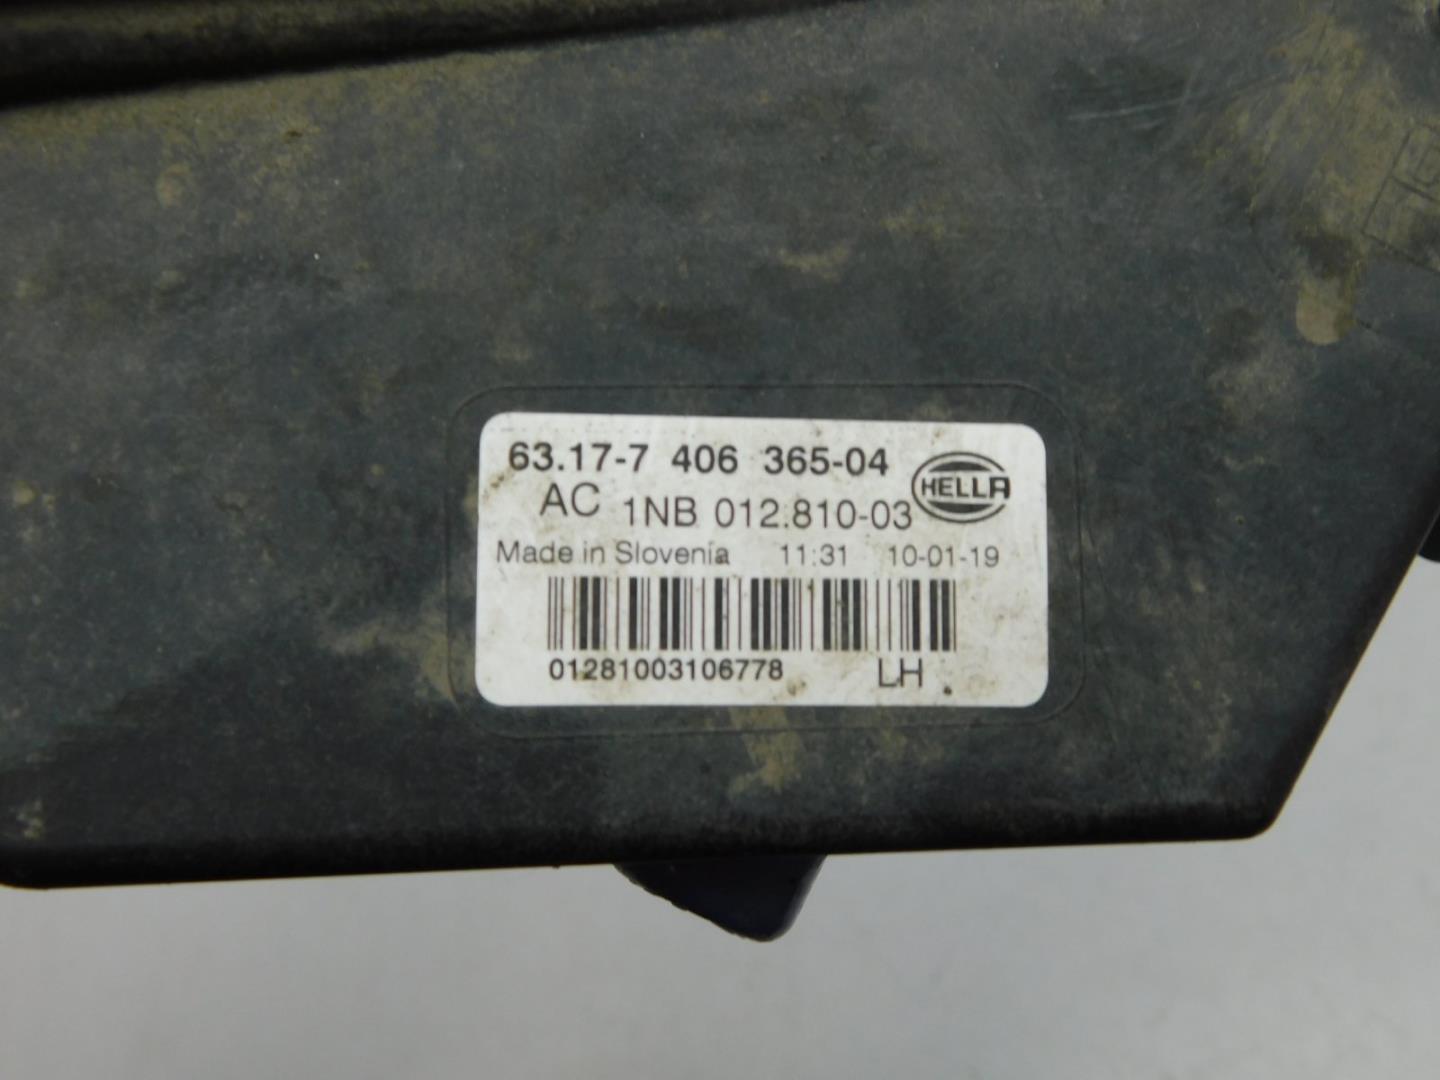 63.17-7 406 365-04
HELLA
AC 1NB 012.810-03
Made in Slovenia 11:31 10-01-19
01281003106778 LH